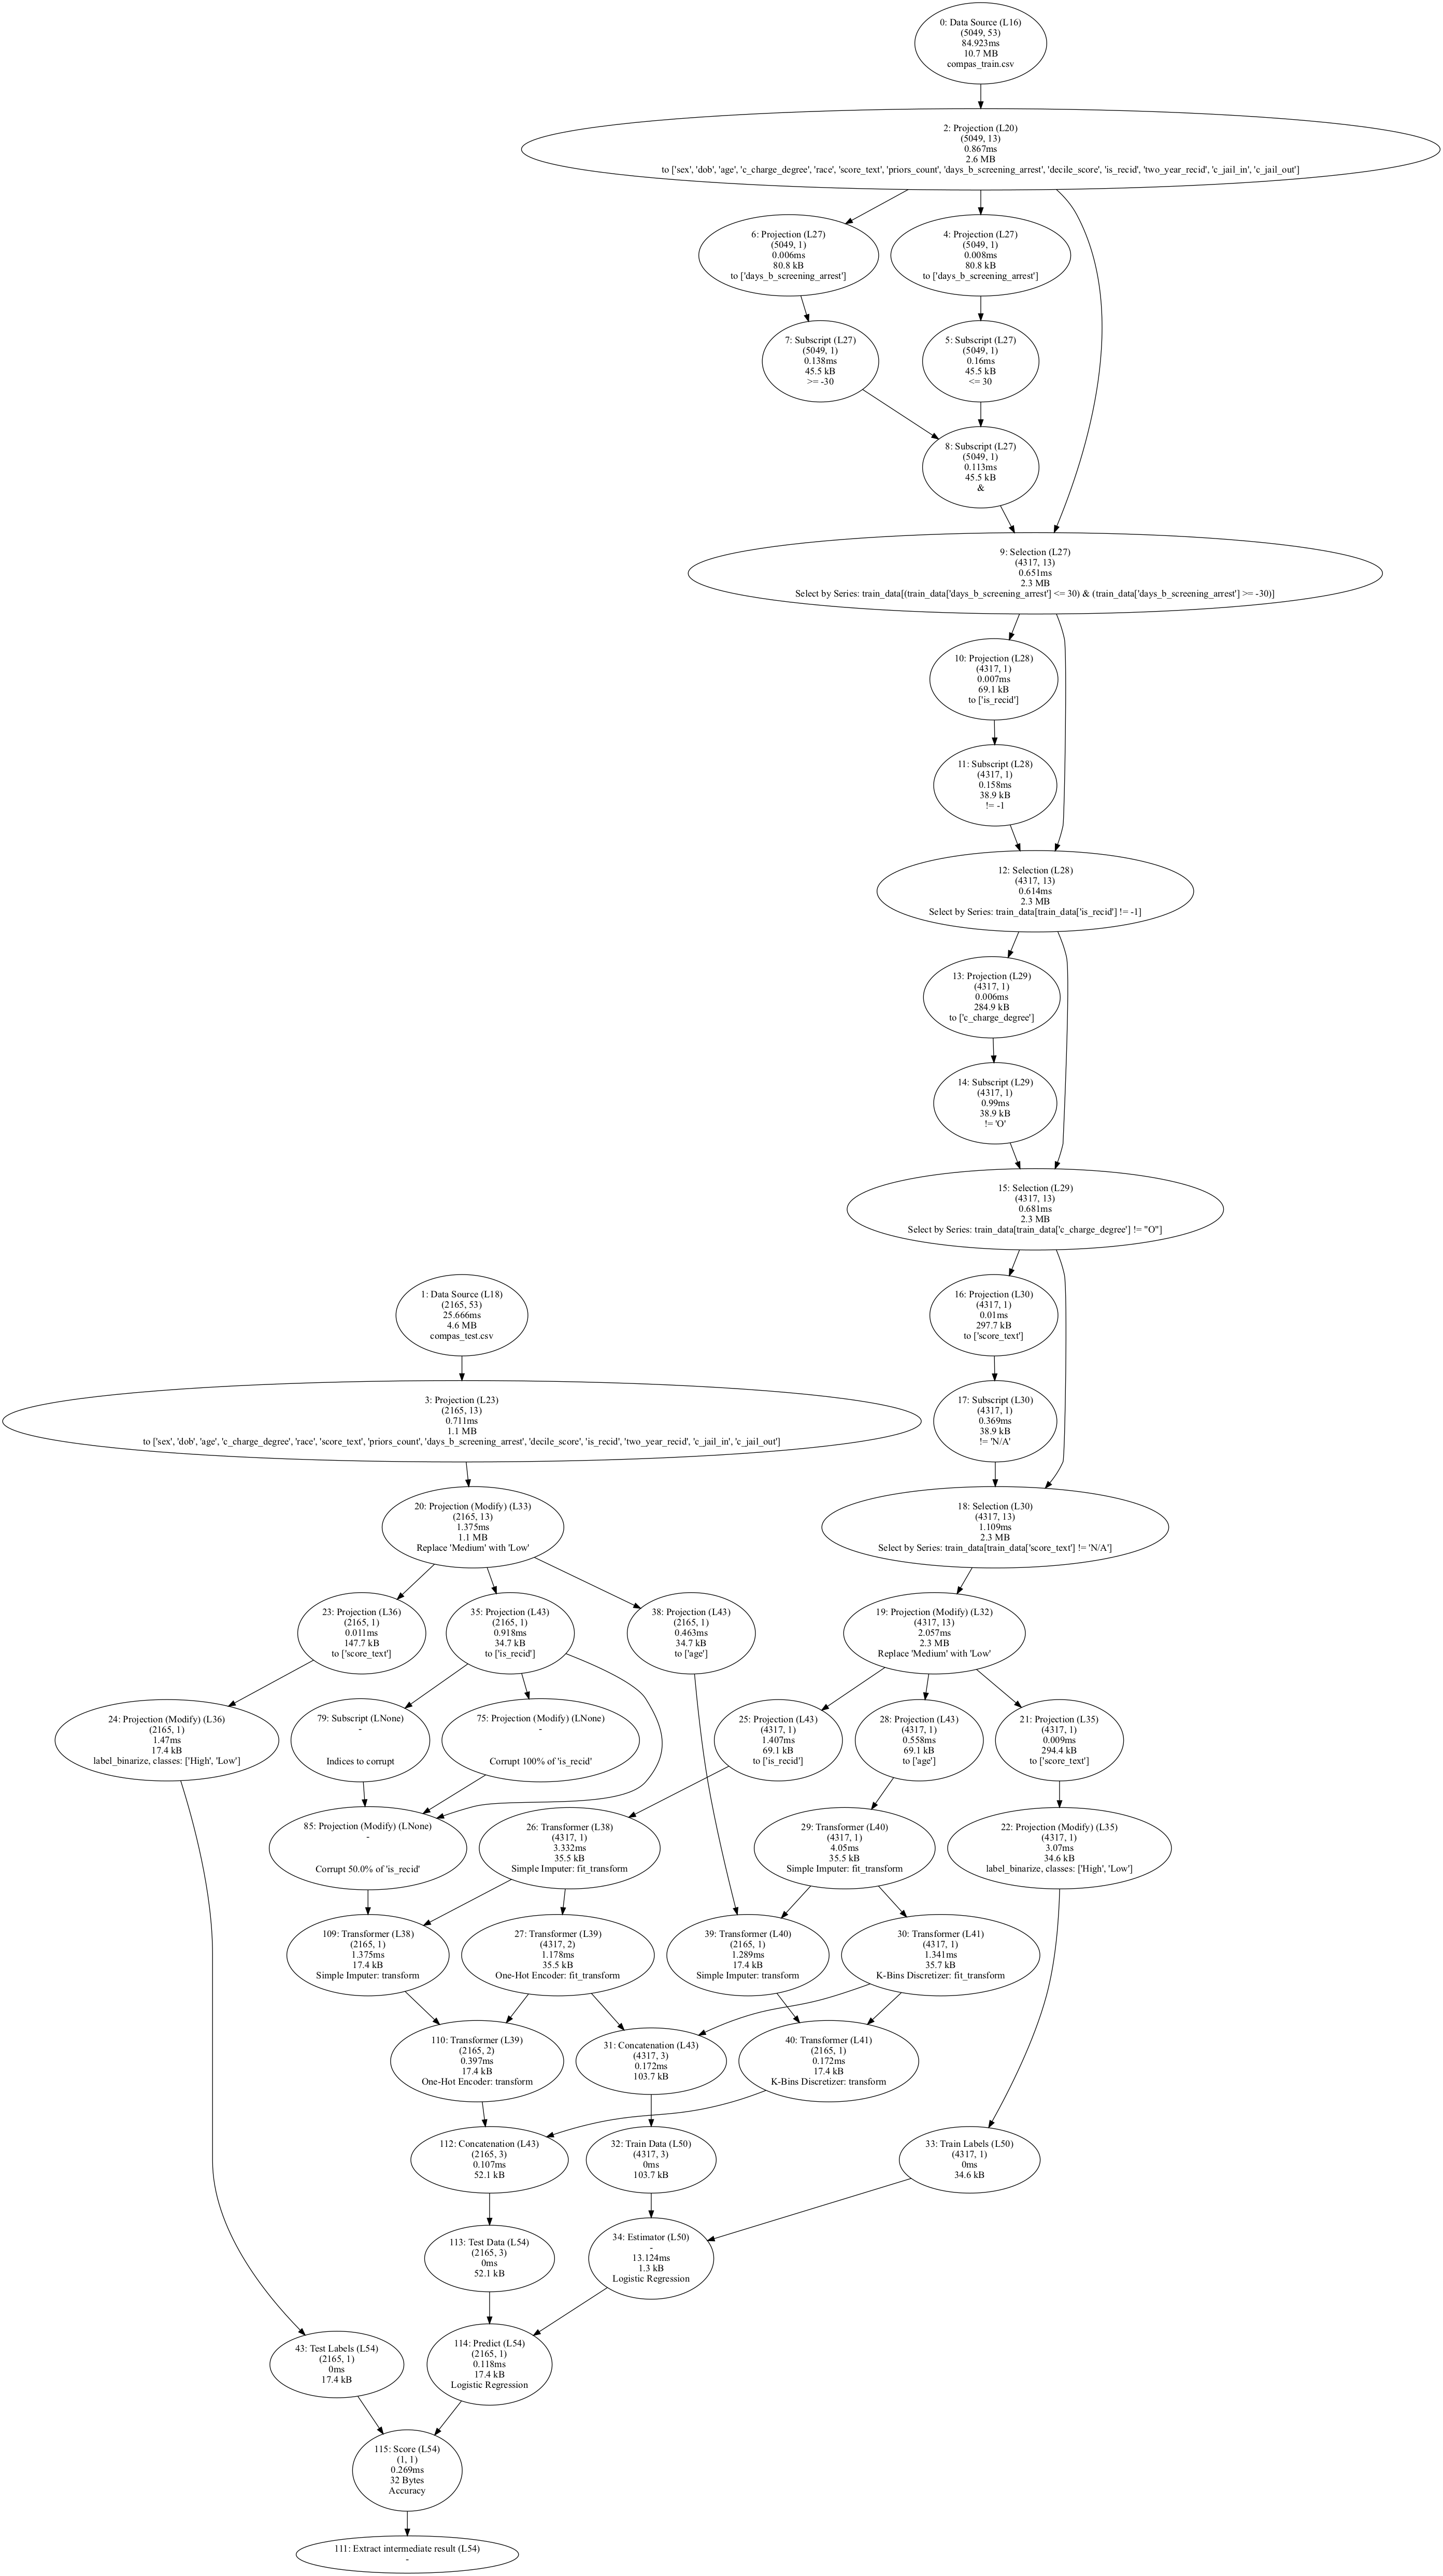 0: Data Source (L16)
(5049, 53)
84.923ms
10.7 MB
compas_train.csv
2: Projection (L20)
(5049, 13)
0.867ms
2.6 MB
to ['sex', 'dob', 'age', 'c_charge_degree', 'race', 'score_text', 'priors_count', 'days_b_screening_arrest', 'decile_score', 'is_recid', 'two_year_recid', 'c_jail_in', 'c_jail_out']
6: Projection (L27)
(5049, 1)
0.006ms
80.8 kB
to ['days_b_screening_arrest']
4: Projection (L27)
(5049, 1)
0.008ms
80.8 kB
to ['days_b_screening_arrest']
7: Subscript (L27)
(5049, 1)
0.138ms
45.5 kB
>= -30
5: Subscript (L27)
(5049, 1)
0.16ms
45.5 kB
<= 30
8: Subscript (L27)
(5049, 1)
0.113ms
45.5 kB
&
9: Selection (L27)
(4317, 13)
0.651ms
2.3 MB
Select by Series: train_data[(train_data['days_b_screening_arrest'] <= 30) & (train_data['days_b_screening_arrest'] >= -30)]
10: Projection (L28)
(4317, 1)
0.007ms
69.1 kB
to ['is_recid']
11: Subscript (L28)
(4317, 1)
0.158ms
38.9 kB
!= -1
12: Selection (L28)
(4317, 13)
0.614ms
2.3 MB
Select by Series: train_data[train_data['is_recid'] != -1]
13: Projection (L29)
(4317, 1)
0.006ms
284.9 kB
to ['c_charge_degree']
14: Subscript (L29)
(4317, 1)
0.99ms
38.9 kB
!= 'O'
15: Selection (L29)
(4317, 13)
0.681ms
2.3 MB
Select by Series: train_data[train_data['c_charge_degree'] != "O"]
1: Data Source (L18)
(2165, 53)
25.666ms
4.6 MB
compas_test.csv
16: Projection (L30)
(4317, 1)
0.01ms
297.7 kB
to ['score_text']
3: Projection (L23)
(2165, 13)
0.711ms
1.1 MB
to ['sex', 'dob', 'age', 'c_charge_degree', 'race', 'score_text', 'priors_count', 'days_b_screening_arrest', 'decile_score', 'is_recid', 'two_year_recid', 'c_jail_in', 'c_jail_out']
17: Subscript (L30)
(4317, 1)
0.369ms
38.9 kB
!= 'N/A'
20: Projection (Modify) (L33)
(2165, 13)
1.375ms
1.1 MB
Replace 'Medium' with 'Low'
18: Selection (L30)
(4317, 13)
1.109ms
2.3 MB
Select by Series: train_data[train_data['score_text'] != 'N/A']
23: Projection (L36)
(2165, 1)
0.011ms
147.7 kB
to ['score_text']
35: Projection (L43)
(2165, 1)
0.918ms
34.7 kB
to ['is_recid']
38: Projection (L43)
(2165, 1)
0.463ms
34.7 kB
to ['age']
19: Projection (Modify) (L32)
(4317, 13)
2.057ms
2.3 MB
Replace 'Medium' with 'Low'
24: Projection (Modify) (L36)
(2165, 1)
1.47ms
17.4 kB
label_binarize, classes: ['High', 'Low']
79: Subscript (LNone)
-
Indices to corrupt
75: Projection (Modify) (LNone)
-
Corrupt 100% of 'is_recid'
25: Projection (L43)
(4317, 1)
1.407ms
69.1 kB
to ['is_recid']
28: Projection (L43)
(4317, 1)
0.558ms
69.1 kB
to ['age']
21: Projection (L35)
(4317, 1)
0.009ms
294.4 kB
to ['score_text']
85: Projection (Modify) (LNone)
-
Corrupt 50.0% of 'is_recid'
26: Transformer (L38)
(4317, 1)
3.332ms
35.5 kB
Simple Imputer: fit_transform
29: Transformer (L40)
(4317, 1)
4.05ms
35.5 kB
Simple Imputer: fit_transform
22: Projection (Modify) (L35)
(4317, 1)
3.07ms
34.6 kB
label_binarize, classes: ['High', 'Low']
109: Transformer (L38)
(2165, 1)
1.375ms
17.4 kB
Simple Imputer: transform
27: Transformer (L39)
(4317, 2)
1.178ms
35.5 kB
One-Hot Encoder: fit_transform
39: Transformer (L40)
(2165, 1)
1.289ms
17.4 kB
Simple Imputer: transform
30: Transformer (L41)
(4317, 1)
1.341ms
35.7 kB
K-Bins Discretizer: fit_transform
110: Transformer (L39)
(2165, 2)
0.397ms
17.4 kB
One-Hot Encoder: transform
31: Concatenation (L43)
(4317, 3)
0.172ms
103.7 kB
40: Transformer (L41)
(2165, 1)
0.172ms
17.4 kB
K-Bins Discretizer: transform
112: Concatenation (L43)
(2165, 3)
0.107ms
52.1 kB
32: Train Data (L50)
(4317, 3)
0ms
103.7 kB
33: Train Labels (L50)
(4317, 1)
0ms
34.6 kB
113: Test Data (L54)
(2165, 3)
0ms
52.1 kB
34: Estimator (L50)
-
13.124ms
1.3 kB
Logistic Regression
43: Test Labels (L54)
(2165, 1)
0ms
17.4 kB
114: Predict (L54)
(2165, 1)
0.118ms
17.4 kB
Logistic Regression
115: Score (L54)
(1, 1)
0.269ms
32 Bytes
Accuracy
111: Extract intermediate result (L54)
-